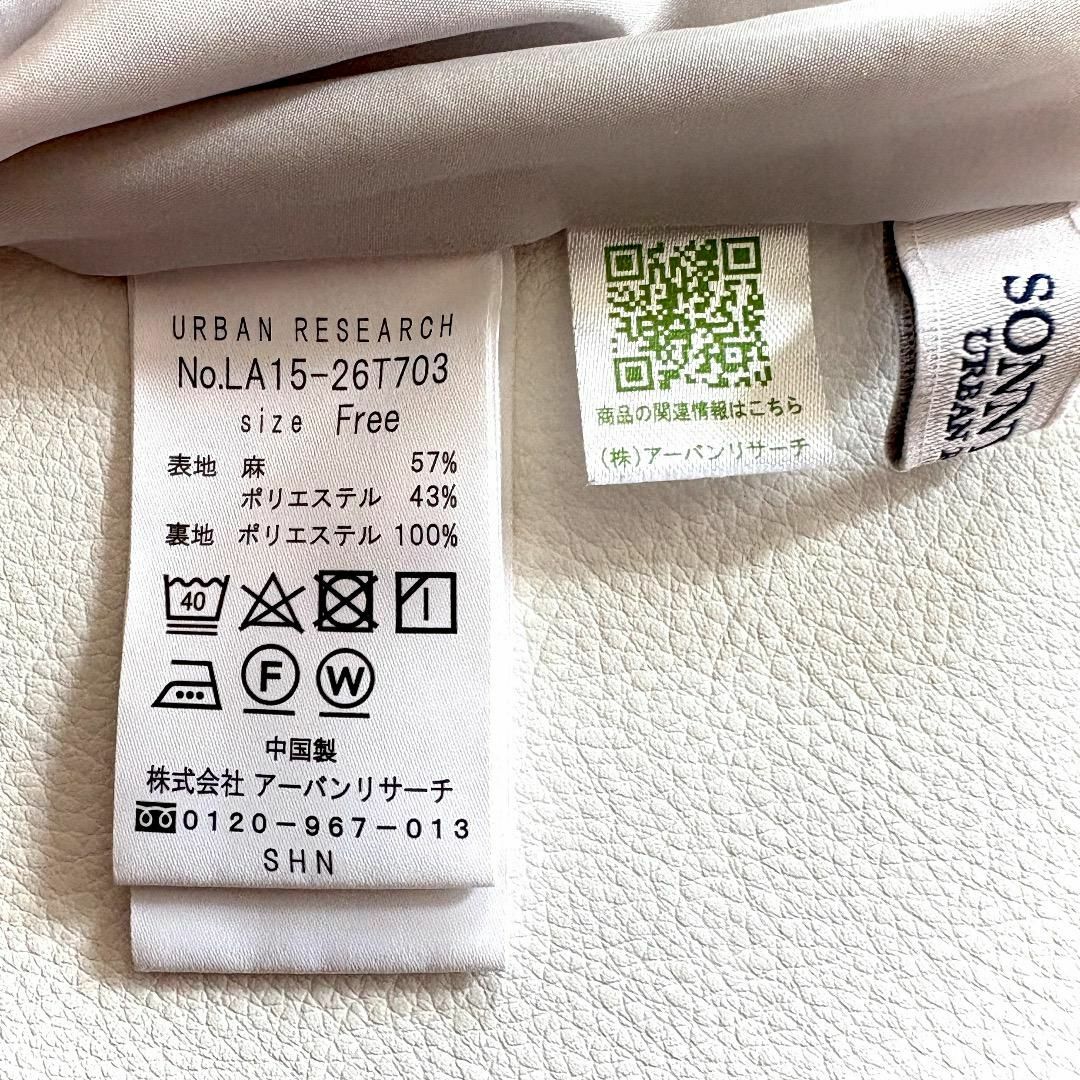 URBAN RESEARCH
No.LA15-26T703
size Free
表地 麻 57%
ポリエステル 43%
裏地 ポリエステル 100%
40
F W
中国製
株式会社 アーバンリサーチ
0120-967-013
SHN
商品の関連情報はこちら
(株)アーバンリサーチ
URBAN